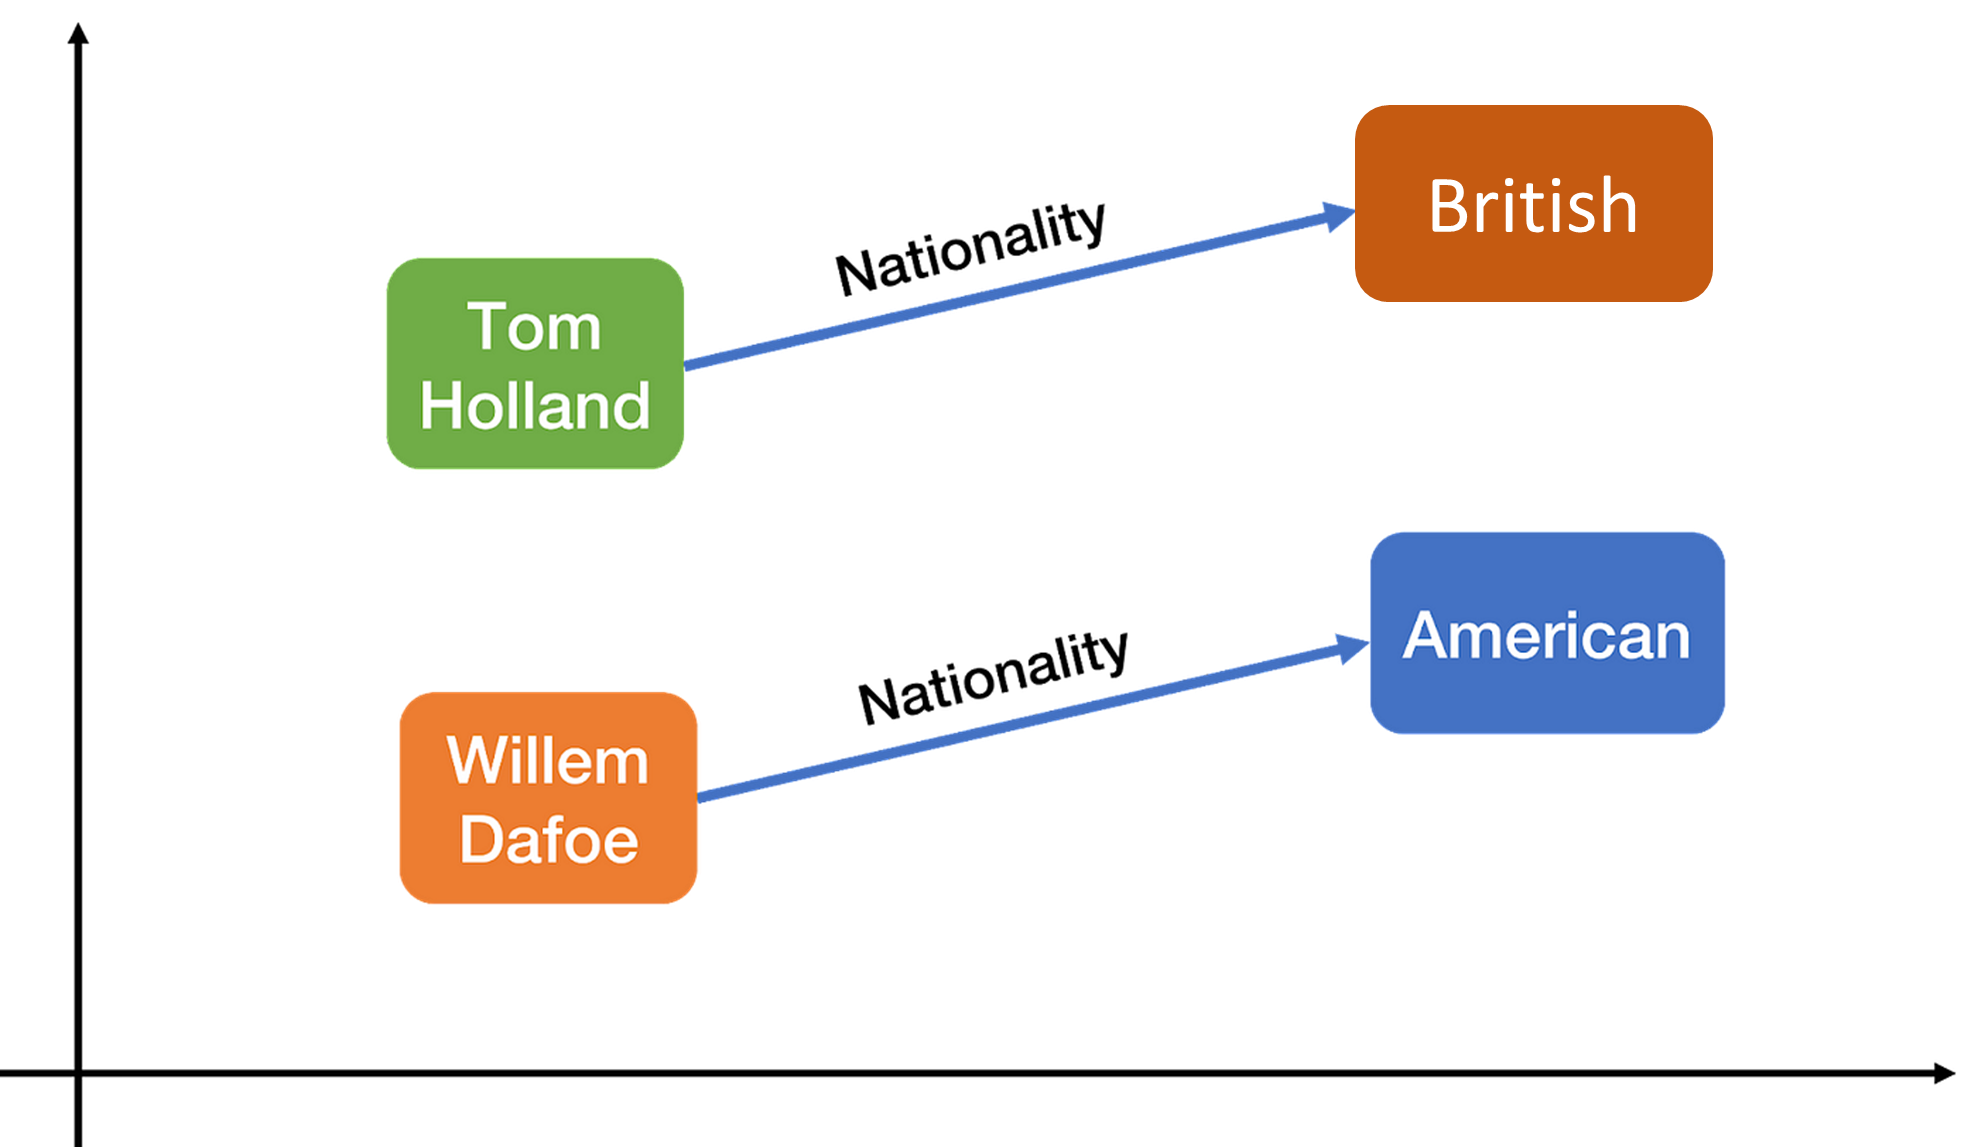 Nationality
British
Tom
Holland
Nationality
American
Willem
Dafoe